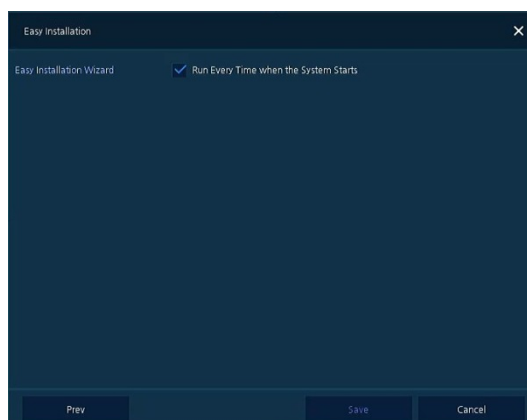 Easy Installation
Easy Installation Wizard
Run Every Time when the System Starts
Prev
Save
Cancel